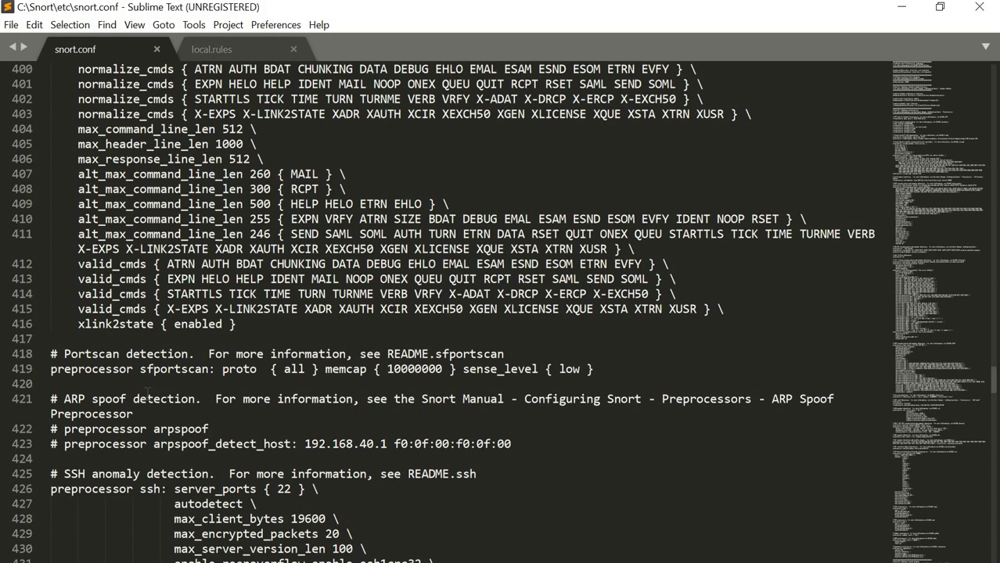 C:\Snort\etc\snort.conf - Sublime Text (UNREGISTERED)
File Edit Selection Find View Goto Tools Project Preferences Help
snort.conf local.rules
400 normalize_cmds { ATRN AUTH BDAT CHUNKING DATA DEBUG EHLO EMAL ESAM ESND ESOM ETRN EVFY } \
401 normalize_cmds { EXPN HELO HELP IDENT MAIL NOOP ONEX QUEU QUIT RCPT RSET SAML SEND SOML } \
402 normalize_cmds { STARTTLS TICK TIME TURN TURNME VERB VRFY X-ADAT X-DRCP X-ERCP X-EXCH50 } \
403 normalize_cmds { X-EXPS X-LINK2STATE XADR XAUTH XCIR XEXCH50 XGEN XLICENSE XQUE XSTA XTRN XUSR } \
404 max_command_line_len 512 \
405 max_header_line_len 1000 \
406 max_response_line_len 512 \
407 alt_max_command_line_len 260 { MAIL } \
408 alt_max_command_line_len 300 { RCPT } \
409 alt_max_command_line_len 500 { HELP HELO ETRN EHLO } \
410 alt_max_command_line_len 255 { EXPN VRFY ATRN SIZE BDAT DEBUG EMAL ESAM ESND ESOM EVFY IDENT NOOP RSET } \
411 alt_max_command_line_len 246 { SEND SAML SOML AUTH TURN ETRN DATA RSET QUIT ONEX QUEU STARTTLS TICK TIME TURNME VERB
X-EXPS X-LINK2STATE XADR XAUTH XCIR XEXCH50 XGEN XLICENSE XQUE XSTA XTRN XUSR } \
412 valid_cmds { ATRN AUTH BDAT CHUNKING DATA DEBUG EHLO EMAL ESAM ESND ESOM ETRN EVFY } \
413 valid_cmds { EXPN HELO HELP IDENT MAIL NOOP ONEX QUEU QUIT RCPT RSET SAML SEND SOML } \
414 valid_cmds { STARTTLS TICK TIME TURN TURNME VERB VRFY X-ADAT X-DRCP X-ERCP X-EXCH50 } \
415 valid_cmds { X-EXPS X-LINK2STATE XADR XAUTH XCIR XEXCH50 XGEN XLICENSE XQUE XSTA XTRN XUSR } \
416 xlink2state { enabled }
417
418 # Portscan detection. For more information, see README.sfportscan
419 preprocessor sfportscan: proto { all } memcap { 10000000 } sense_level { low }
420
421 # ARP spoof detection. For more information, see the Snort Manual - Configuring Snort - Preprocessors - ARP Spoof
Preprocessor
422 # preprocessor arpspoof
423 # preprocessor arpspoof_detect_host: 192.168.40.1 f0:0f:00:f0:0f:00
424
425 # SSH anomaly detection. For more information, see README.ssh
426 preprocessor ssh: server_ports { 22 } \
427 autodetect \
428 max_client_bytes 19600 \
429 max_encrypted_packets 20 \
430 max_server_version_len 100 \